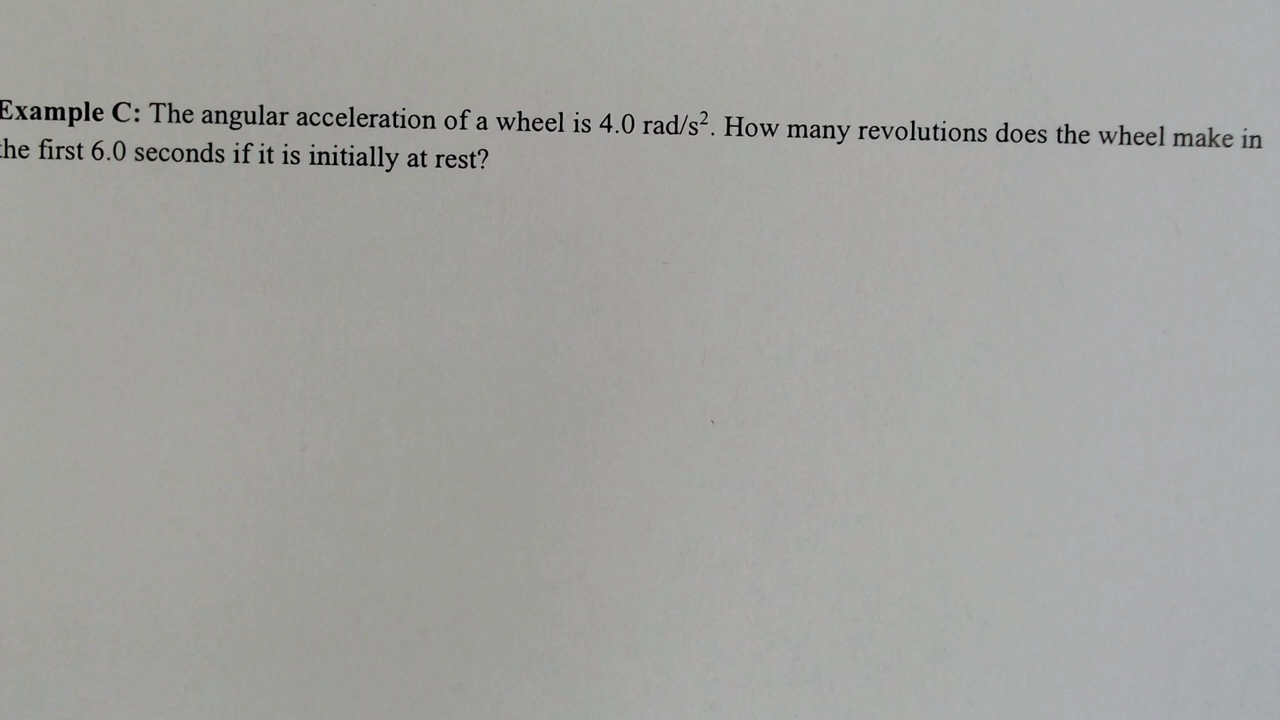 Example C: The angular acceleration of a wheel is 4.0 rad/s². How many revolutions does the wheel make in
the first 6.0 seconds if it is initially at rest?